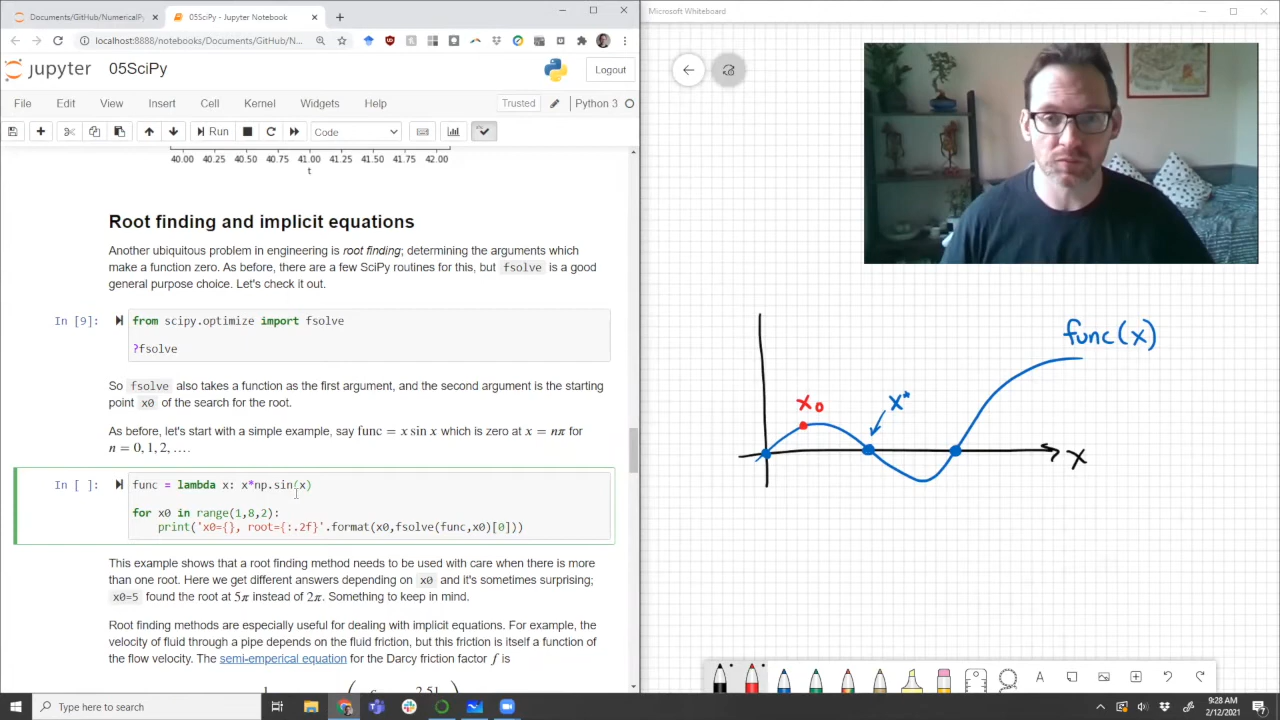 Documents/GitHub/NumericalPy
05SciPy - Jupyter Notebook
localhost:8888/notebooks/Documents/GitHub/N...
jupyter 05SciPy
Logout
File Edit View Insert Cell Kernel Widgets Help
Trusted
Python 3
Run
Code
40.00 40.25 40.50 40.75 41.00 41.25 41.50 41.75 42.00
t
Root finding and implicit equations
Another ubiquitous problem in engineering is root finding; determining the arguments which
make a function zero. As before, there are a few SciPy routines for this, but fsolve is a good
general purpose choice. Let's check it out.
In [9]:
from scipy.optimize import fsolve
?fsolve
So fsolve also takes a function as the first argument, and the second argument is the starting
point x0 of the search for the root.
As before, let's start with a simple example, say func = x sin x which is zero at x = nπ for
n = 0, 1, 2, ….
In [ ]:
func = lambda x: x*np.sin(x)
for x0 in range(1,8,2):
print('x0={}, root={:.2f}'.format(x0,fsolve(func,x0)[0]))
This example shows that a root finding method needs to be used with care when there is more
than one root. Here we get different answers depending on x0 and it's sometimes surprising;
x0=5 found the root at 5π instead of 2π. Something to keep in mind.
Root finding methods are especially useful for dealing with implicit equations. For example, the
velocity of fluid through a pipe depends on the fluid friction, but this friction is itself a function of
the flow velocity. The semi-emperical equation for the Darcy friction factor f is
2.51
Microsoft Whiteboard
func(x)
x0
x*
x
Type here to search
9:28 AM
2/12/2021